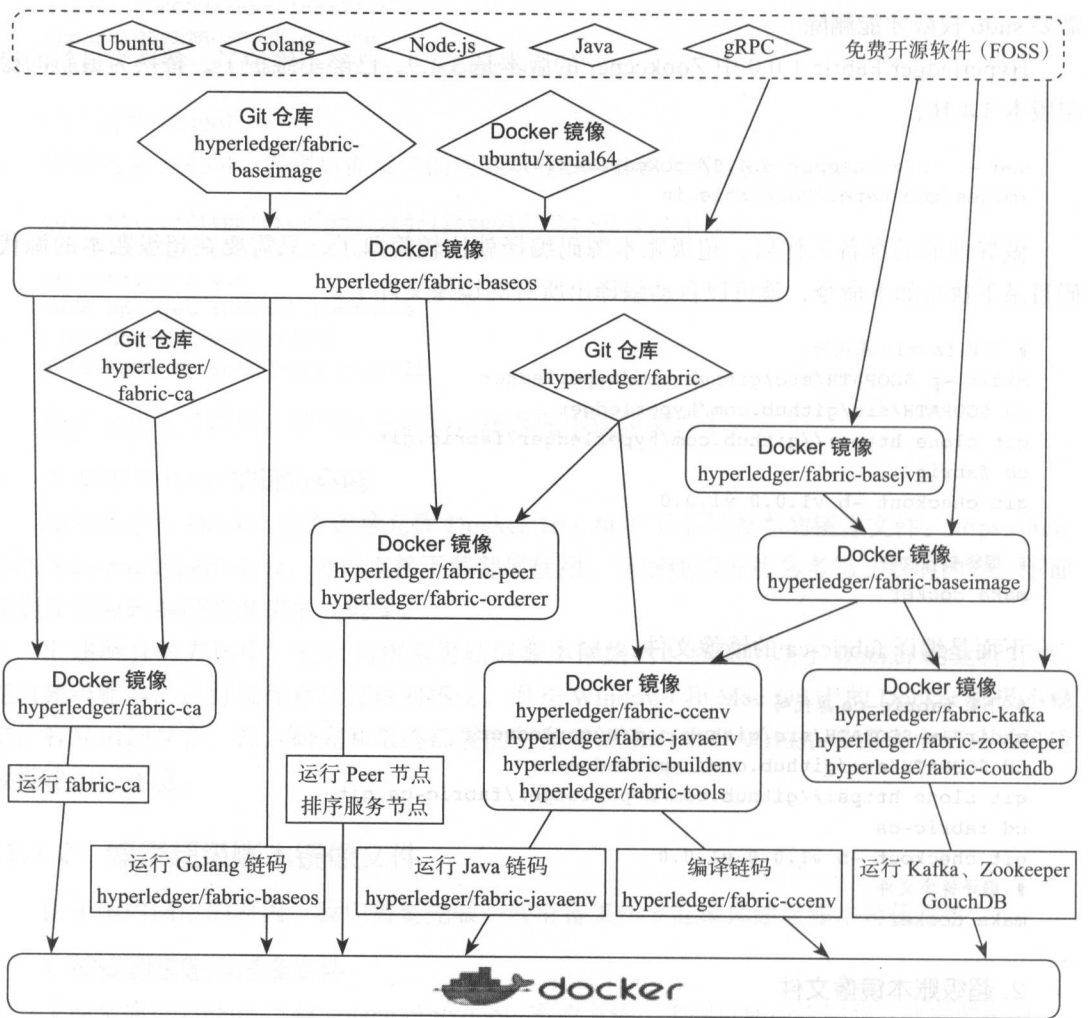 Ubuntu
Golang
Node.js
Java
gRPC
免费开源软件（FOSS）
Git 仓库
hyperledger/fabric-
baseimage
Docker 镜像
ubuntu/xenial64
Docker 镜像
hyperledger/fabric-baseos
Git 仓库
hyperledger/
fabric-ca
Git 仓库
hyperledger/fabric
Docker 镜像
hyperledger/fabric-basejvm
Docker 镜像
hyperledger/fabric-peer
hyperledger/fabric-orderer
Docker 镜像
hyperledger/fabric-baseimage
Docker 镜像
hyperledger/fabric-ca
Docker 镜像
hyperledger/fabric-ccenv
hyperledger/fabric-javaenv
hyperledger/fabric-buildenv
hyperledger/fabric-tools
Docker 镜像
hyperledger/fabric-kafka
hyperledger/fabric-zookeeper
hyperledge/fabric-couchdb
运行 fabric-ca
运行 Peer 节点
排序服务节点
运行 Golang 链码
hyperledger/fabric-baseos
运行 Java 链码
hyperledger/fabric-javaenv
编译链码
hyperledger/fabric-ccenv
运行 Kafka、Zookeeper
GouchDB
docker